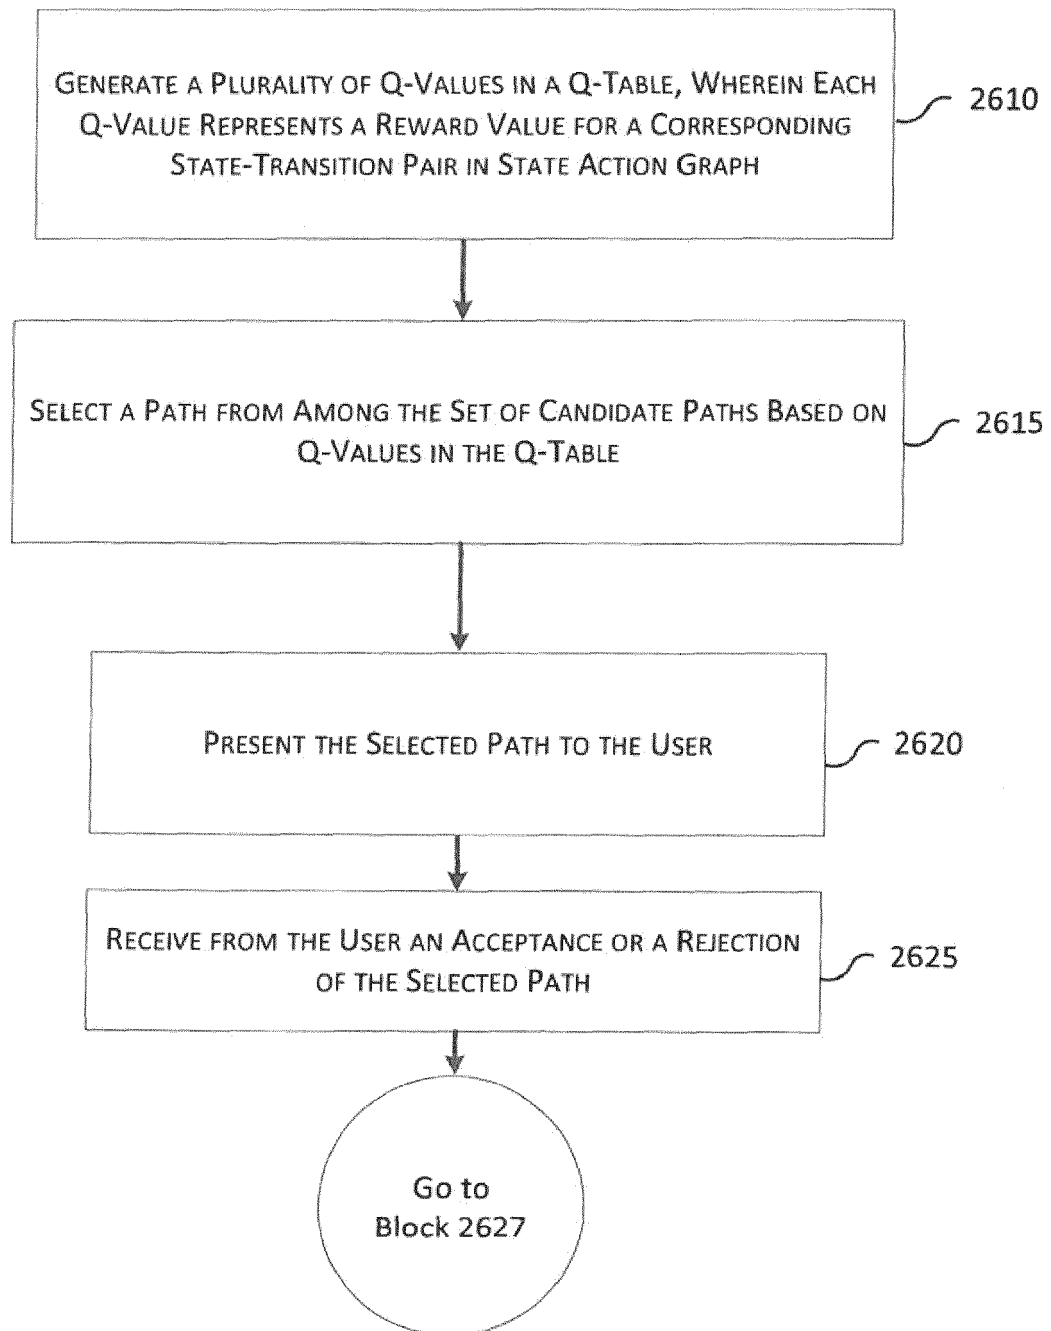 GENERATE A PLURALITY OF Q-VALUES IN A Q-TABLE, WHEREIN EACH
Q-VALUE REPRESENTS A REWARD VALUE FOR A CORRESPONDING
STATE-TRANSITION PAIR IN STATE ACTION GRAPH
2610
SELECT A PATH FROM AMONG THE SET OF CANDIDATE PATHS BASED ON
Q-VALUES IN THE Q-TABLE
2615
PRESENT THE SELECTED PATH TO THE USER
2620
RECEIVE FROM THE USER AN ACCEPTANCE OR A REJECTION
OF THE SELECTED PATH
2625
Go to
Block 2627